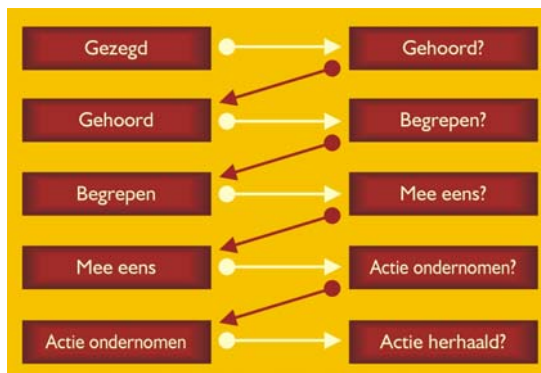 Gezegd
Gehoord?
Gehoord
Begrepen?
Begrepen
Mee eens?
Mee eens
Actie ondernomen?
Actie ondernomen
Actie herhaald?